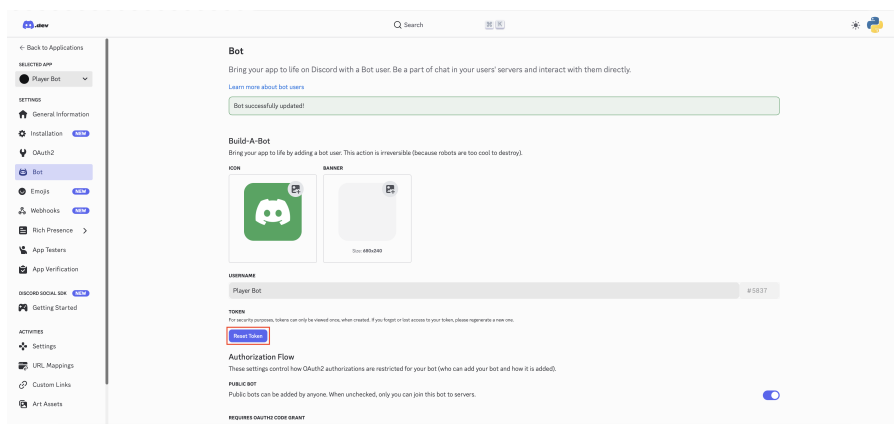 .dev
Search
⌘ K
← Back to Applications
SELECTED APP
Player Bot
SETTINGS
General Information
Installation NEW
OAuth2
Bot
Emojis NEW
Webhooks NEW
Rich Presence
App Testers
App Verification
DISCORD SOCIAL SDK NEW
Getting Started
ACTIVITIES
Settings
URL Mappings
Custom Links
Art Assets
Bot
Bring your app to life on Discord with a Bot user. Be a part of chat in your users' servers and interact with them directly.
Learn more about bot users
Bot successfully updated!
Build-A-Bot
Bring your app to life by adding a bot user. This action is irreversible (because robots are too cool to destroy).
ICON
BANNER
Size: 680x240
USERNAME
Player Bot
#5837
TOKEN
For security purposes, tokens can only be viewed once, when created. If you forgot or lost access to your token, please regenerate a new one.
Reset Token
Authorization Flow
These settings control how OAuth2 authorizations are restricted for your bot (who can add your bot and how it is added).
PUBLIC BOT
Public bots can be added by anyone. When unchecked, only you can join this bot to servers.
REQUIRES OAUTH2 CODE GRANT